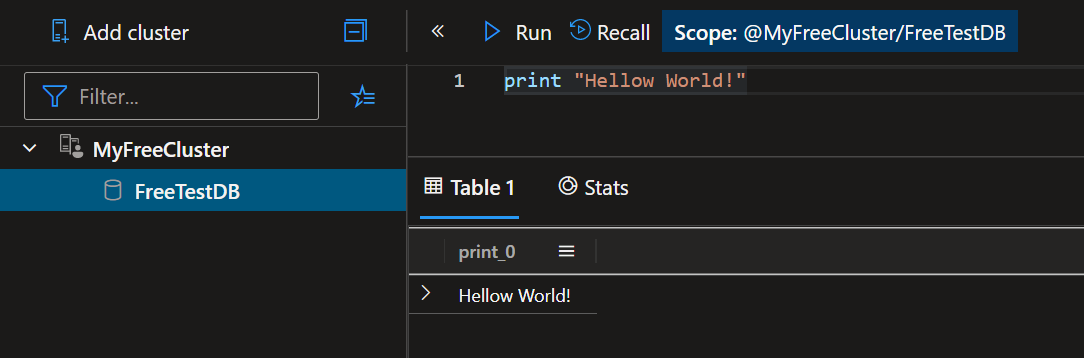 Add cluster
Run Recall Scope: @MyFreeCluster/FreeTestDB
Filter...
MyFreeCluster
FreeTestDB
1 print "Hellow World!"
Table 1 Stats
print_0
Hellow World!